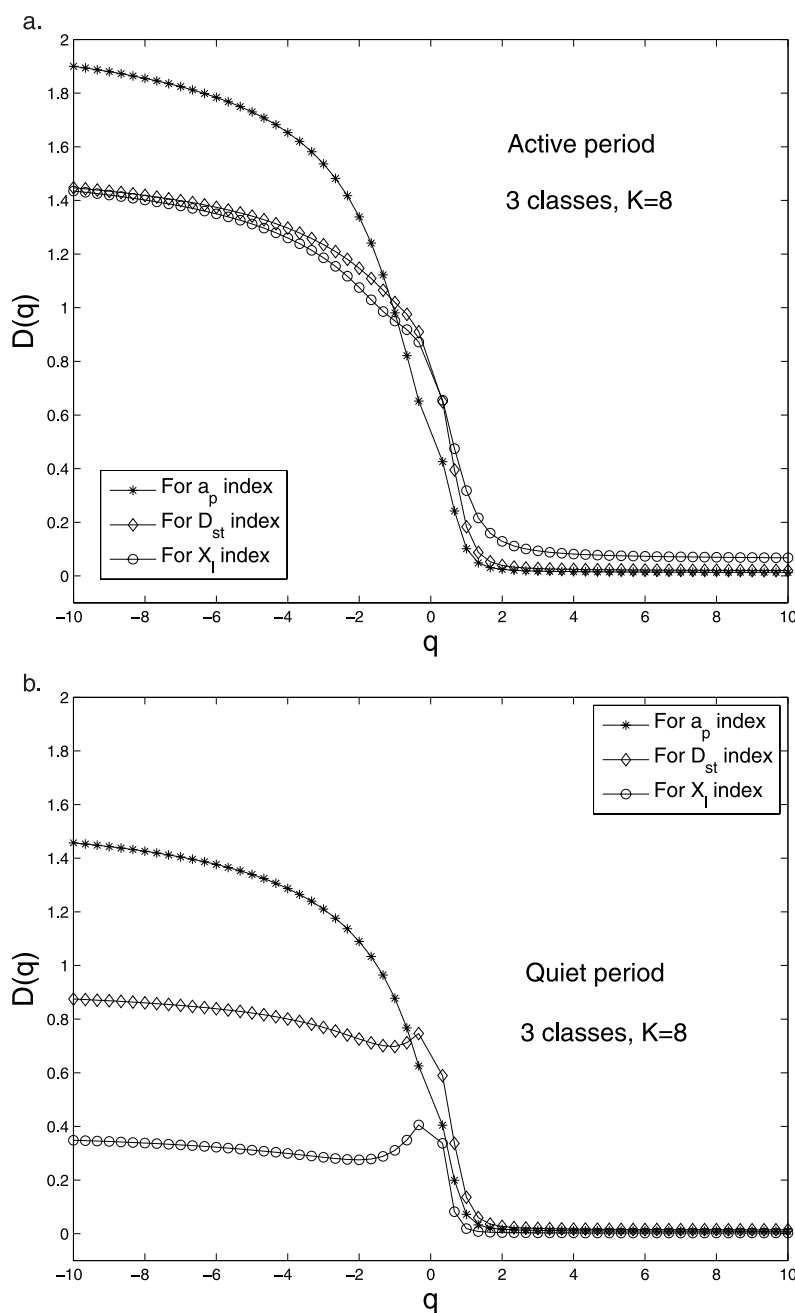 a.
2
1.8
1.6
1.4
1.2
1
0.8
0.6
0.4
0.2
0
D(q)
Active period
3 classes, K=8
For a_p index
For D_st index
For X_l index
−10 −8 −6 −4 −2 0 2 4 6 8 10
q
b.
2
1.8
1.6
1.4
1.2
1
0.8
0.6
0.4
0.2
0
D(q)
For a_p index
For D_st index
For X_l index
Quiet period
3 classes, K=8
−10 −8 −6 −4 −2 0 2 4 6 8 10
q